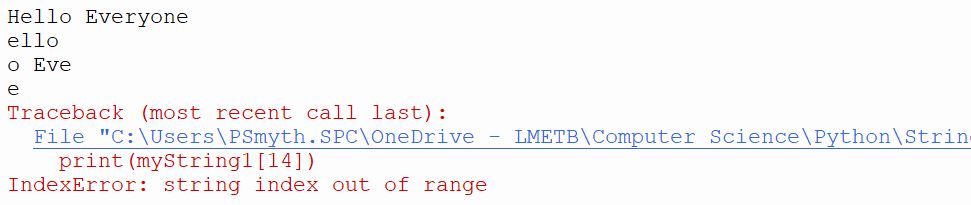 Hello Everyone
ello
o Eve
e
Traceback (most recent call last):
File "C:\Users\PSmyth.SPC\OneDrive - LMETB\Computer Science\Python\Strin
print(myString1[14])
IndexError: string index out of range